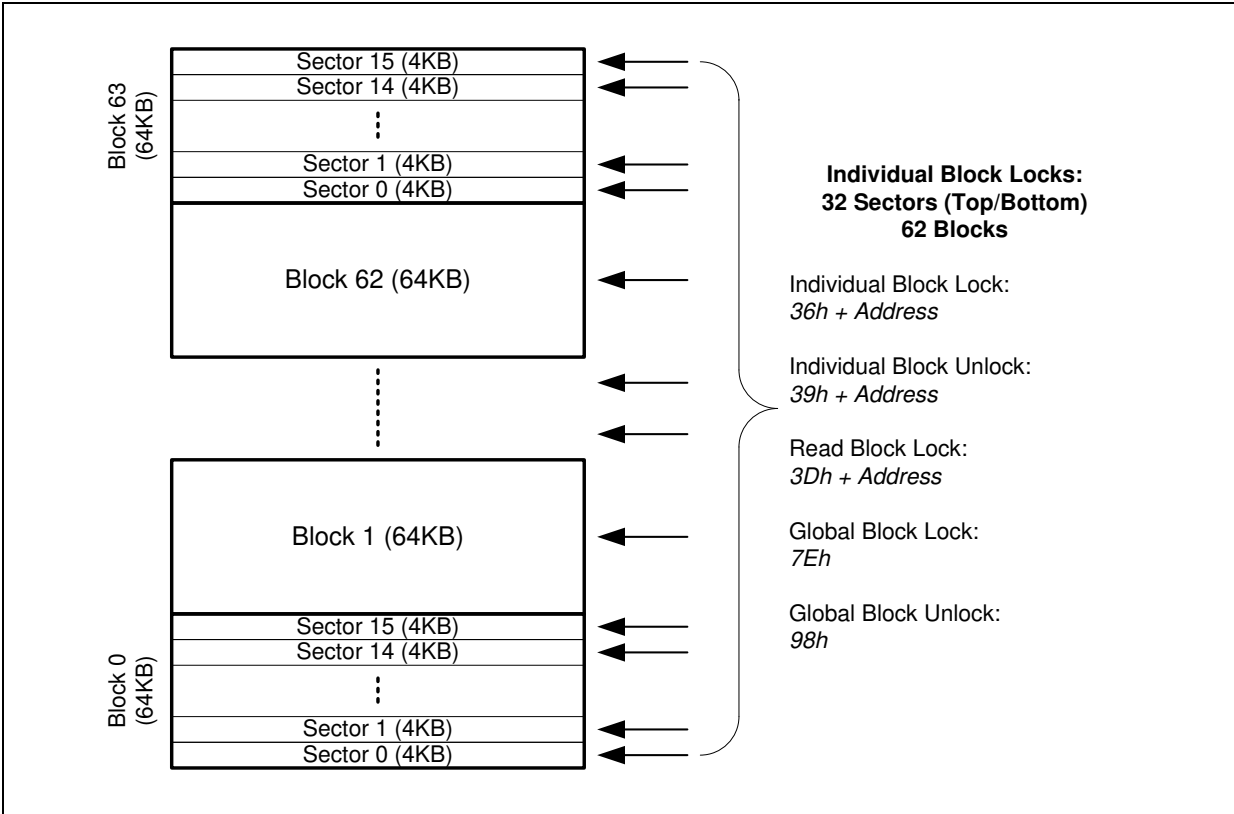 Block 63
(64KB)
Sector 15 (4KB)
Sector 14 (4KB)
Sector 1 (4KB)
Sector 0 (4KB)
Block 62 (64KB)
Block 1 (64KB)
Block 0
(64KB)
Sector 15 (4KB)
Sector 14 (4KB)
Sector 1 (4KB)
Sector 0 (4KB)
Individual Block Locks:
32 Sectors (Top/Bottom)
62 Blocks
Individual Block Lock:
36h + Address
Individual Block Unlock:
39h + Address
Read Block Lock:
3Dh + Address
Global Block Lock:
7Eh
Global Block Unlock:
98h